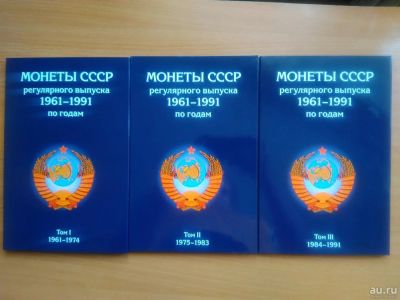 МОНЕТЫ СССР
регулярного выпуска
1961–1991
по годам
Том I
1961-1974
МОНЕТЫ СССР
регулярного выпуска
1961–1991
по годам
Том II
1975-1983
МОНЕТЫ СССР
регулярного выпуска
1961–1991
по годам
Том III
1984-1991
au.ru